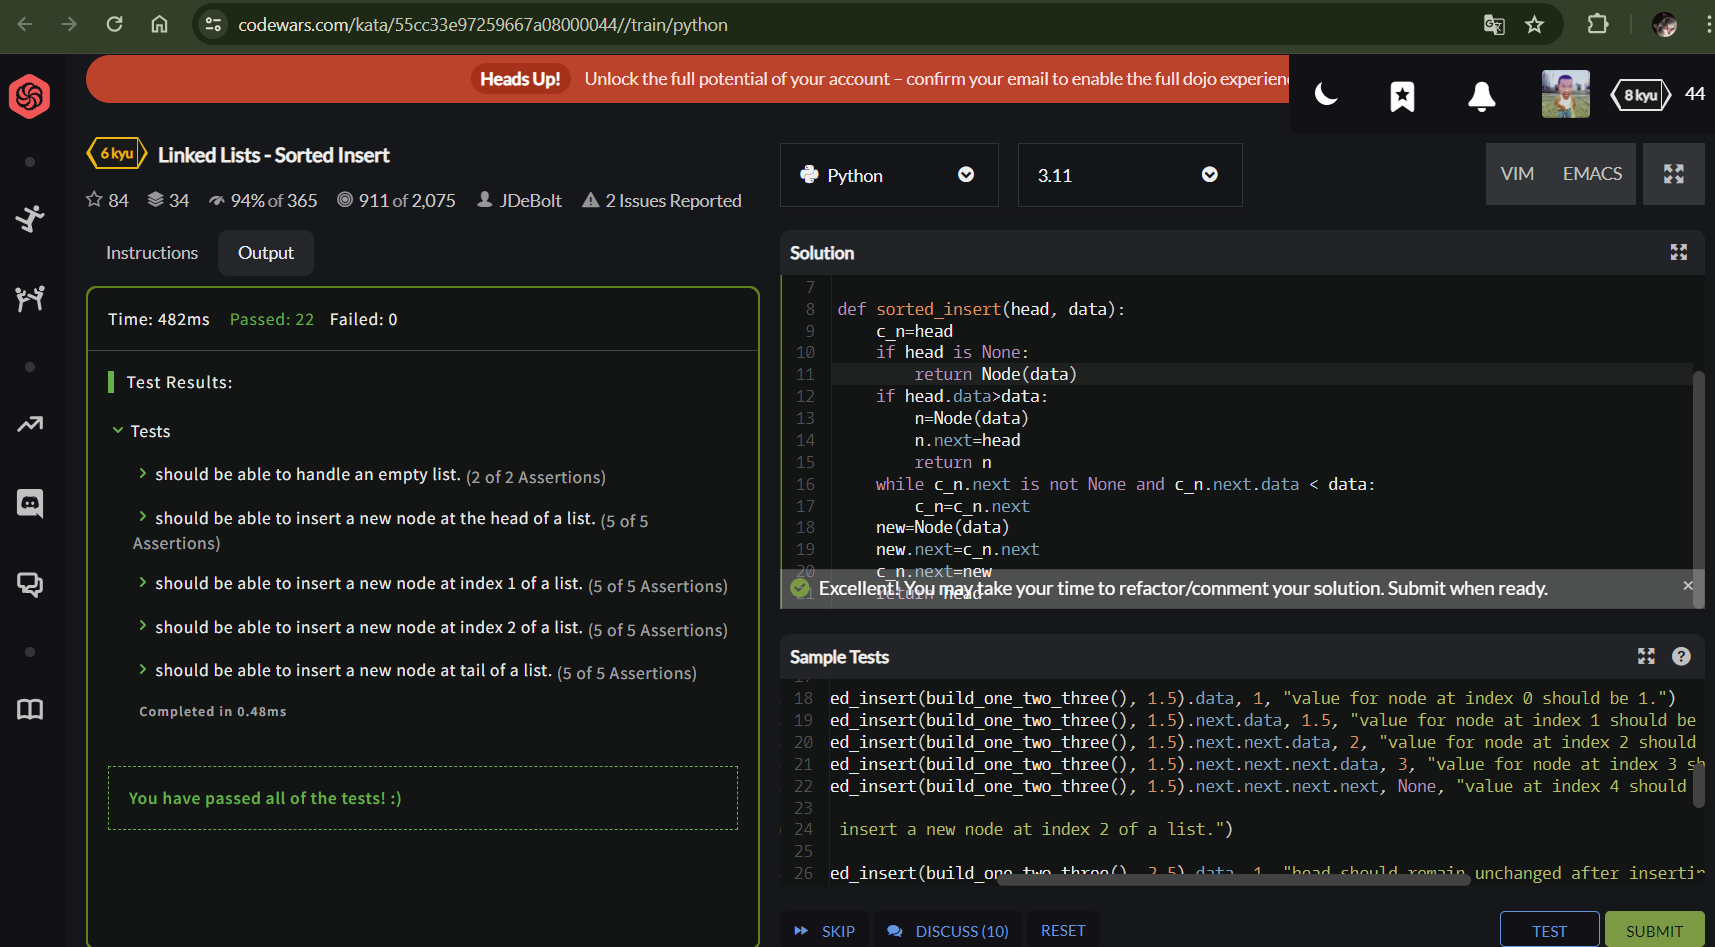 codewars.com/kata/55cc33e97259667a08000044//train/python
Heads Up! Unlock the full potential of your account – confirm your email to enable the full dojo
8 kyu 44
6 kyu Linked Lists - Sorted Insert
84 34 94% of 365 911 of 2,075 JDeBolt 2 Issues Reported
Python 3.11 VIM EMACS
Instructions Output
Time: 482ms Passed: 22 Failed: 0
Test Results:
Tests
should be able to handle an empty list. (2 of 2 Assertions)
should be able to insert a new node at the head of a list. (5 of 5
Assertions)
should be able to insert a new node at index 1 of a list. (5 of 5 Assertions)
should be able to insert a new node at index 2 of a list. (5 of 5 Assertions)
should be able to insert a new node at tail of a list. (5 of 5 Assertions)
Completed in 0.48ms
You have passed all of the tests! :)
Solution
7
8 def sorted_insert(head, data):
9 c_n=head
10 if head is None:
11 return Node(data)
12 if head.data>data:
13 n=Node(data)
14 n.next=head
15 return n
16 while c_n.next is not None and c_n.next.data < data:
17 c_n=c_n.next
18 new=Node(data)
19 new.next=c_n.next
20 c_n.next=new
21 return head
Excellent! You may take your time to refactor/comment your solution. Submit when ready. ×
Sample Tests
?
18 ed_insert(build_one_two_three(), 1.5).data, 1, "value for node at index 0 should be 1.")
19 ed_insert(build_one_two_three(), 1.5).next.data, 1.5, "value for node at index 1 should be
20 ed_insert(build_one_two_three(), 1.5).next.next.data, 2, "value for node at index 2 should
21 ed_insert(build_one_two_three(), 1.5).next.next.next.data, 3, "value for node at index 3
22 ed_insert(build_one_two_three(), 1.5).next.next.next.next, None, "value at index 4 should
23
24 insert a new node at index 2 of a list.")
25
26 ed_insert(build_one_two_three(), 2.5).data, 1, "head should remain unchanged after
SKIP DISCUSS (10) RESET TEST SUBMIT